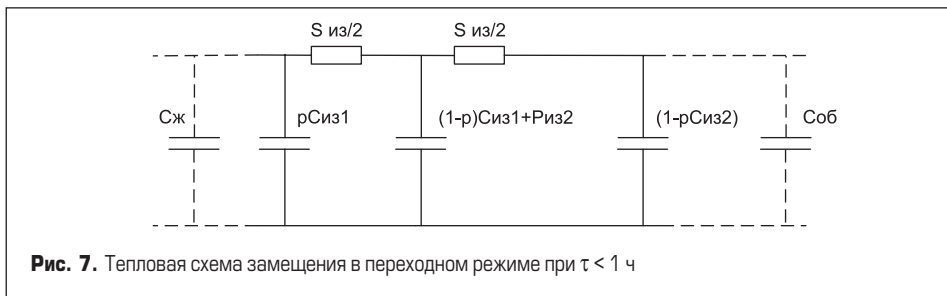 S из/2
S из/2
Сж
рСиз1
(1-р)Сиз1+Риз2
(1-рСиз2)
Соб
Рис. 7. Тепловая схема замещения в переходном режиме при τ < 1 ч